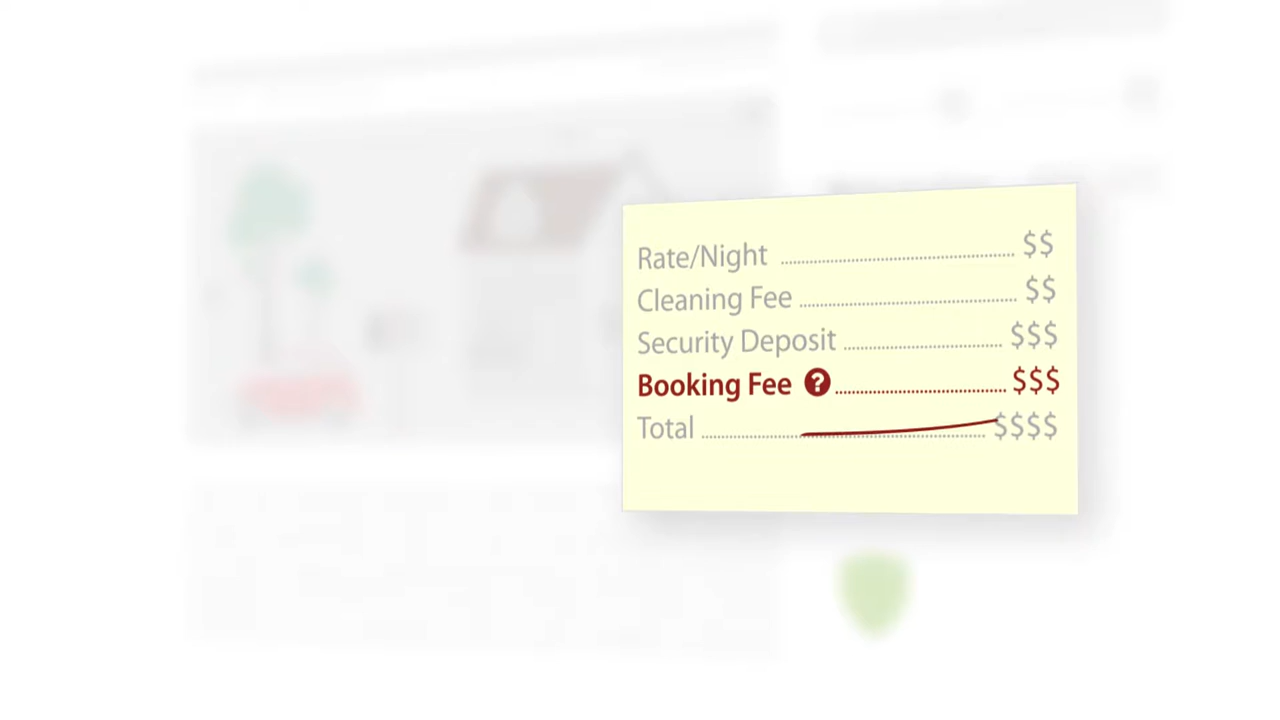 Rate/Night ........ $$
Cleaning Fee ........ $$
Security Deposit ........ $$$
Booking Fee ? ........ $$$
Total ........ $$$$